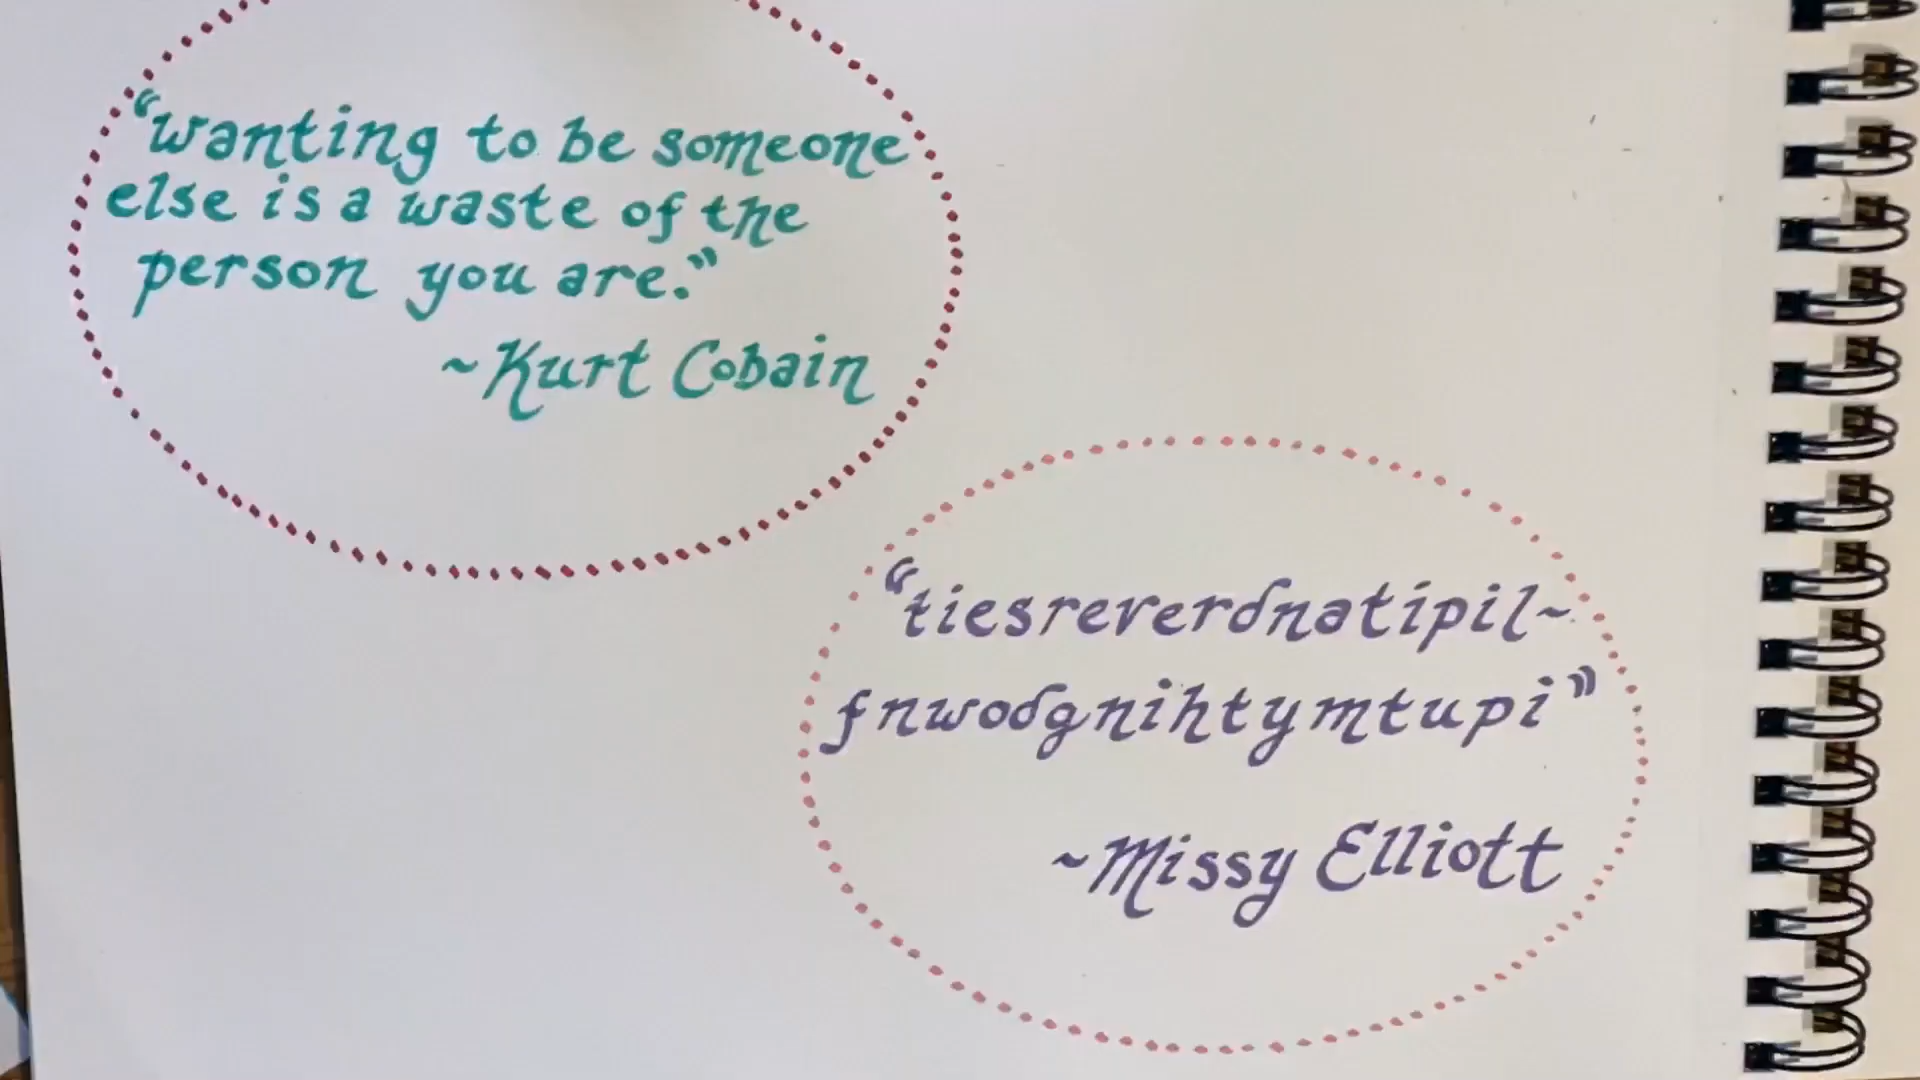 “wanting to be someone
else is a waste of the
person you are.”
~Kurt Cobain
“tiesreverdnatipil~
fnwodgnihtymtupi”
~Missy Elliott